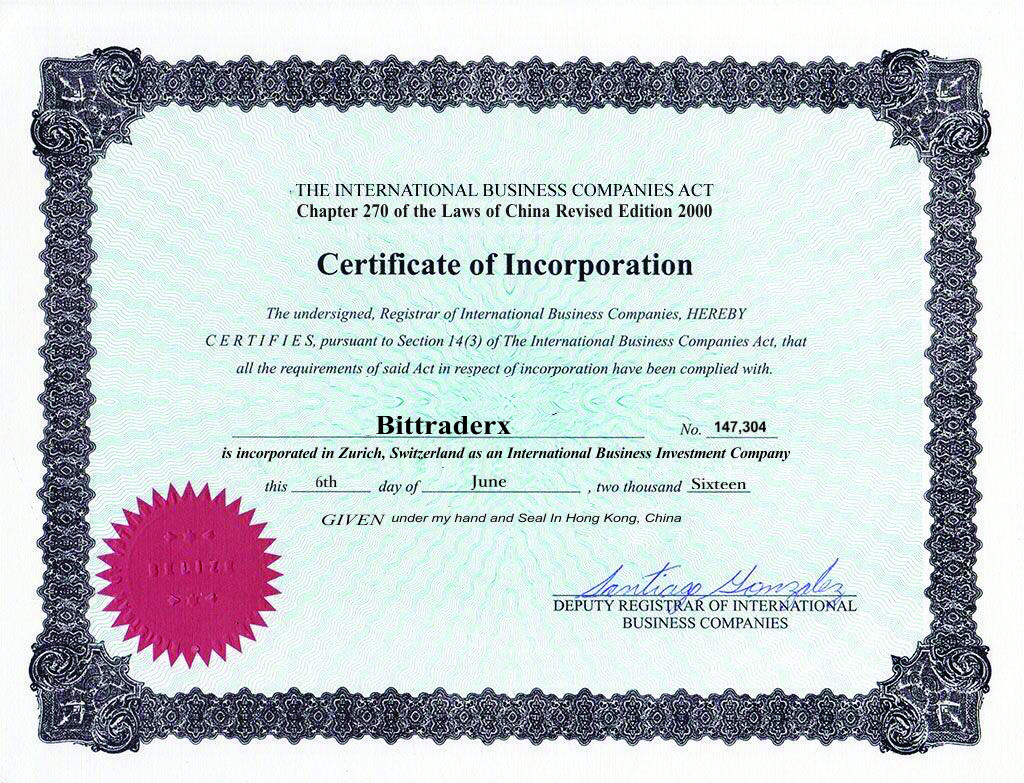 THE INTERNATIONAL BUSINESS COMPANIES ACT
Chapter 270 of the Laws of China Revised Edition 2000
Certificate of Incorporation
The undersigned, Registrar of International Business Companies, HEREBY
CERTIFIES, pursuant to Section 14(3) of The International Business Companies Act, that
all the requirements of said Act in respect of incorporation have been complied with.
Bittraderx No. 147,304
is incorporated in Zurich, Switzerland as an International Business Investment Company
this 6th day of June , two thousand Sixteen
GIVEN under my hand and Seal In Hong Kong, China
BELIZE
Santiago Gonzalez
DEPUTY REGISTRAR OF INTERNATIONAL
BUSINESS COMPANIES